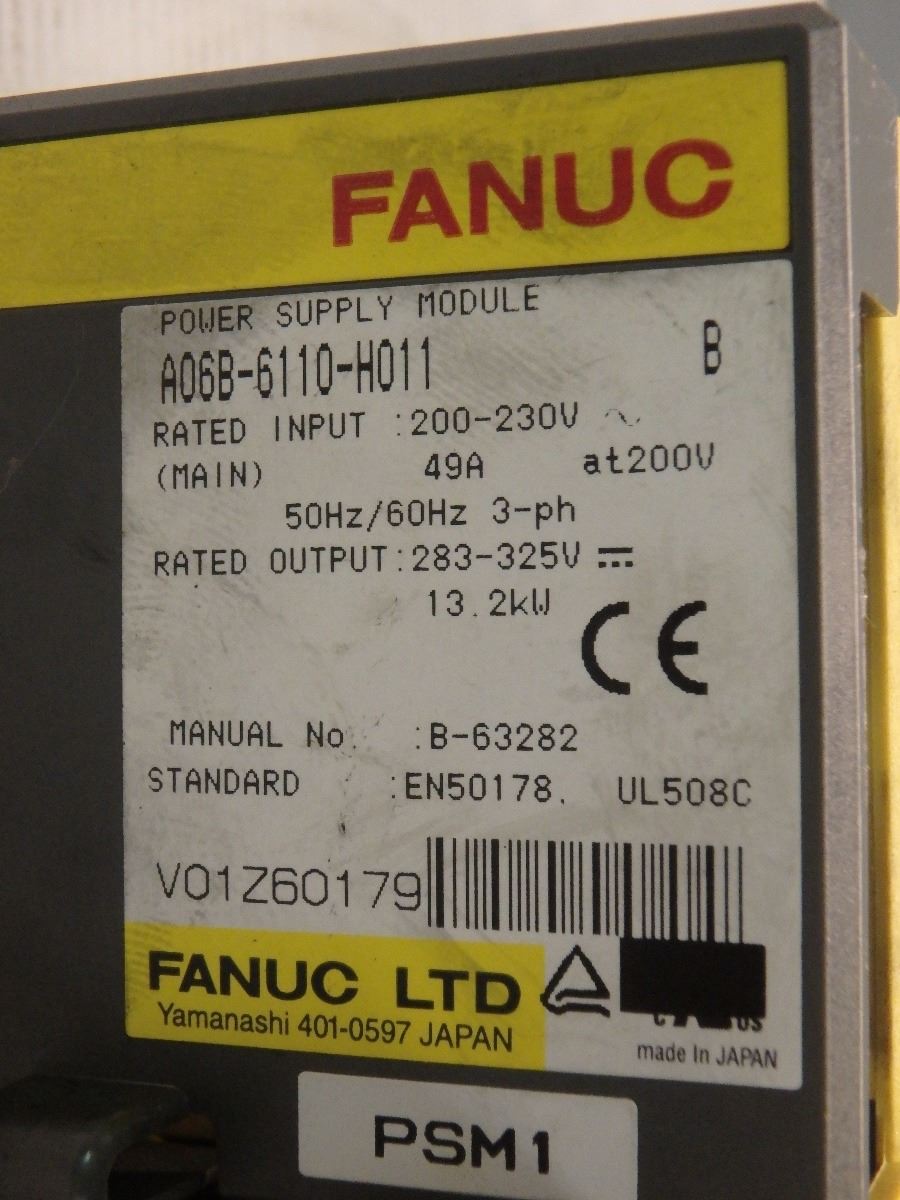 FANUC
POWER SUPPLY MODULE
A06B-6110-H011 B
RATED INPUT :200-230V ~
(MAIN) 49A at200V
50Hz/60Hz 3-ph
RATED OUTPUT:283-325V ⎓
13.2kW
CE
MANUAL No. :B-63282
STANDARD :EN50178, UL508C
V01Z60179
FANUC LTD
Yamanashi 401-0597 JAPAN
made In JAPAN
PSM1